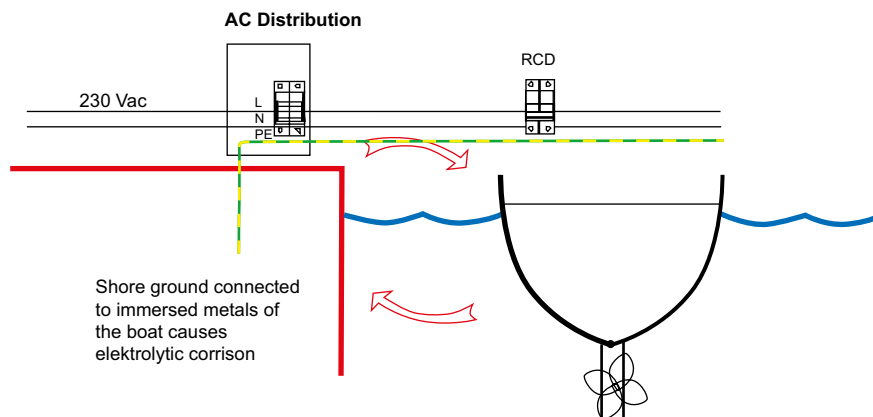 AC Distribution
RCD
230 Vac
L
N
PE
Shore ground connected
to immersed metals of
the boat causes
elektrolytic corrison